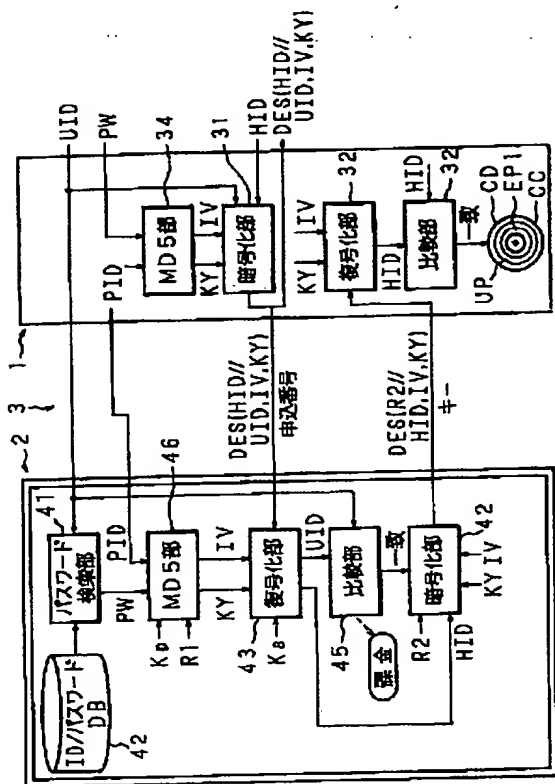 2
3
1
41
パスワード
検索部
UID
ID/パスワード
DB
42
PW
PID
PID
PW
46
MD5部
34
MD5部
KD
R1
KY
IV
KY
IV
31
暗号化部
HID
DES(HID//
UID,IV,KY)
DES(HID//
UID,IV,KY)
申込番号
43
復号化部
K8
UID
45
比較部
課金
一致
R2
HID
暗号化部
42
KY
IV
DES(R2//
HID,IV,KY)
キー
KY
IV
32
復号化部
HID
HID
比較部
32
一致
UP
CD
EP1
CC